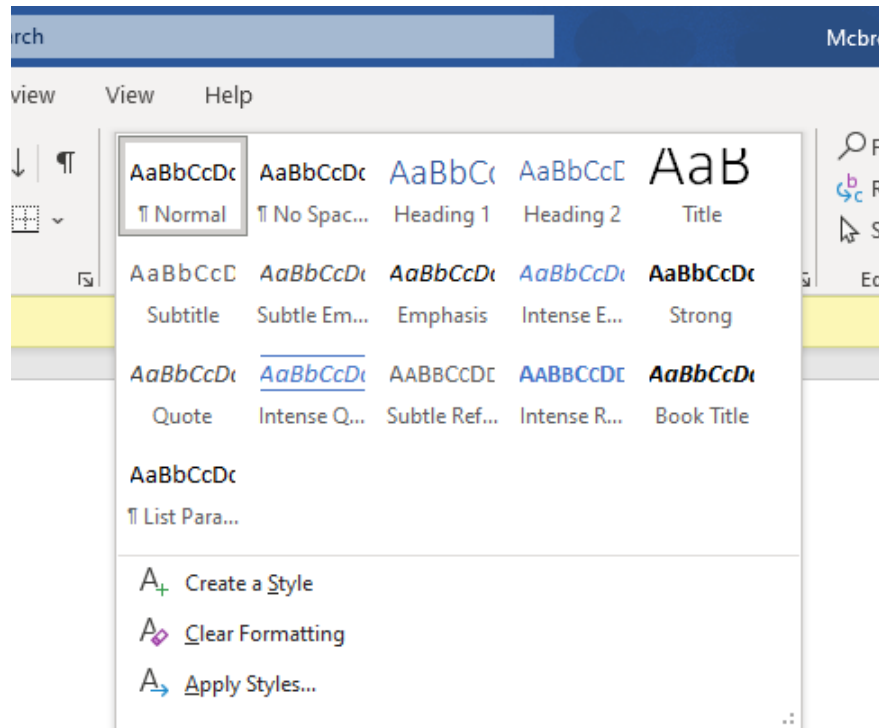 rch
Mcbr
view View Help
¶
AaBbCcDc AaBbCcDc AaBbCc AaBbCcD AaB
¶ Normal ¶ No Spac... Heading 1 Heading 2 Title
AaBbCcD AaBbCcDc AaBbCcDc AaBbCcDc AaBbCcDc
Subtitle Subtle Em... Emphasis Intense E... Strong
AaBbCcDc AaBbCcDc AABBCCDD AABBCCDD AaBbCcDc
Quote Intense Q... Subtle Ref... Intense R... Book Title
AaBbCcDc
¶ List Para...
Create a Style
Clear Formatting
Apply Styles...